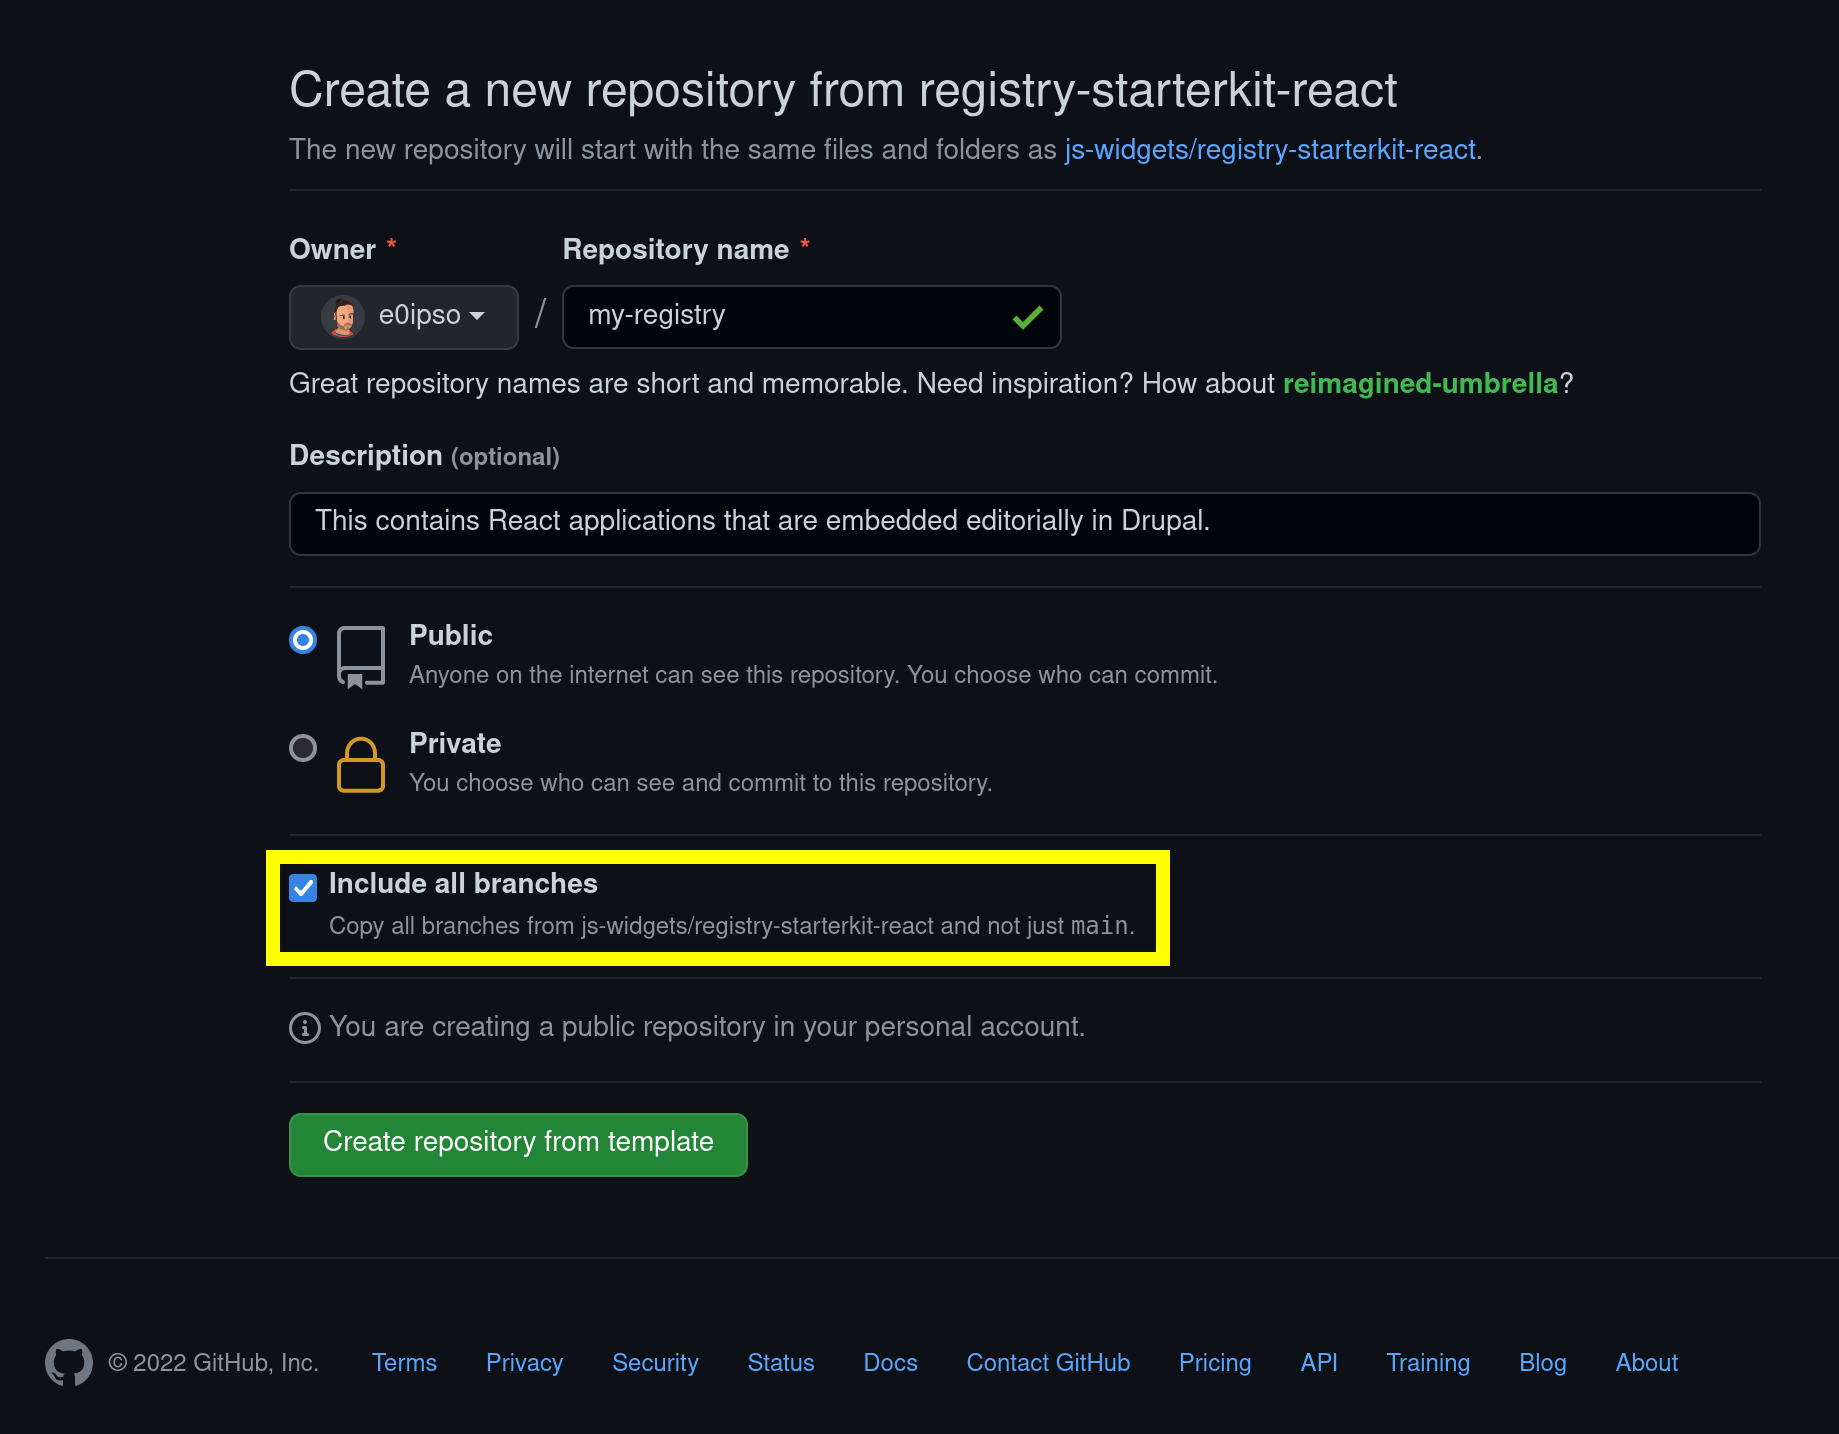 Create a new repository from registry-starterkit-react
The new repository will start with the same files and folders as js-widgets/registry-starterkit-react.
Owner * Repository name *
e0ipso / my-registry
Great repository names are short and memorable. Need inspiration? How about reimagined-umbrella?
Description (optional)
This contains React applications that are embedded editorially in Drupal.
Public
Anyone on the internet can see this repository. You choose who can commit.
Private
You choose who can see and commit to this repository.
Include all branches
Copy all branches from js-widgets/registry-starterkit-react and not just main.
You are creating a public repository in your personal account.
Create repository from template
© 2022 GitHub, Inc. Terms Privacy Security Status Docs Contact GitHub Pricing API Training Blog About